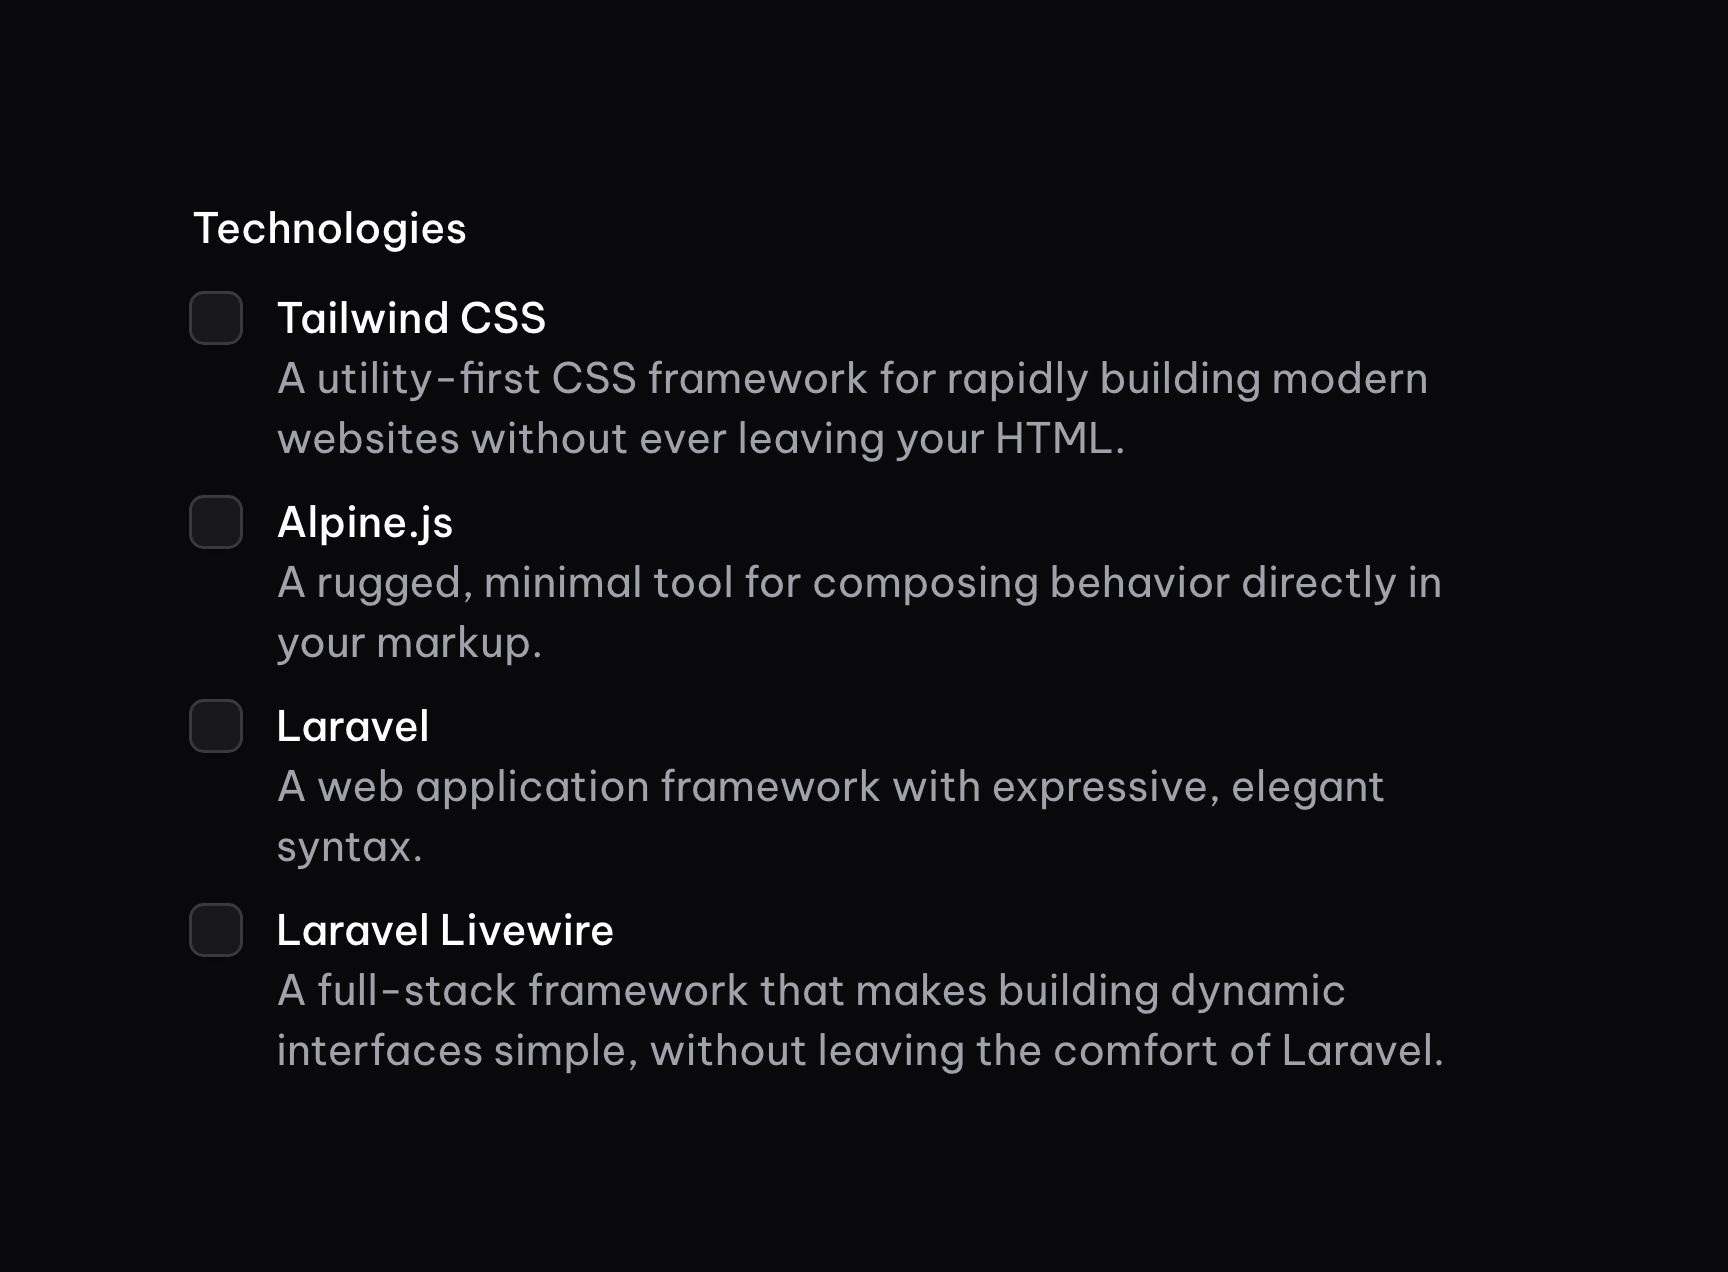 Technologies
Tailwind CSS
A utility-first CSS framework for rapidly building modern
websites without ever leaving your HTML.
Alpine.js
A rugged, minimal tool for composing behavior directly in
your markup.
Laravel
A web application framework with expressive, elegant
syntax.
Laravel Livewire
A full-stack framework that makes building dynamic
interfaces simple, without leaving the comfort of Laravel.